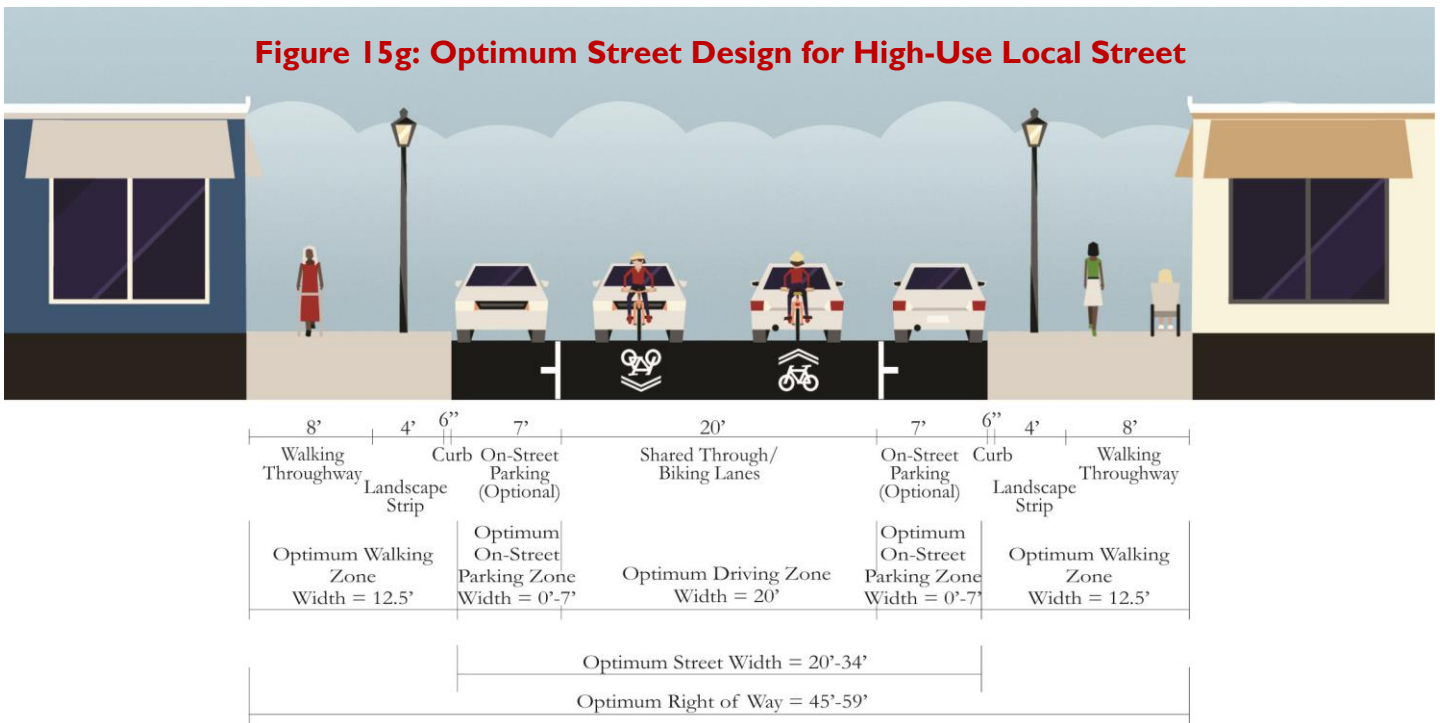 Figure 15g: Optimum Street Design for High-Use Local Street
8’ 4’ 6” 7’ 20’ 7’ 6” 4’ 8’
Walking
Throughway
Landscape
Strip
Curb
On-Street
Parking
(Optional)
Shared Through/
Biking Lanes
On-Street
Parking
(Optional)
Curb
Landscape
Strip
Walking
Throughway
Optimum Walking
Zone
Width = 12.5’
Optimum
On-Street
Parking Zone
Width = 0’-7’
Optimum Driving Zone
Width = 20’
Optimum
On-Street
Parking Zone
Width = 0’-7’
Optimum Walking
Zone
Width = 12.5’
Optimum Street Width = 20’-34’
Optimum Right of Way = 45’-59’